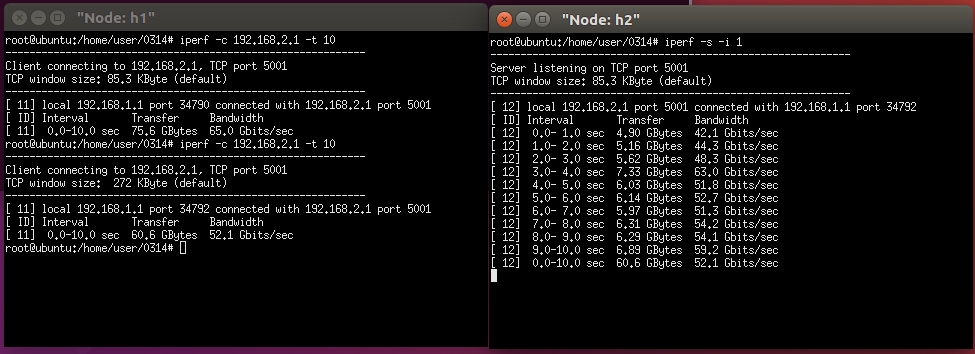 "Node: h1"
root@ubuntu:/home/user/0314# iperf -c 192.168.2.1 -t 10
------------------------------------------------------------
Client connecting to 192.168.2.1, TCP port 5001
TCP window size: 85.3 KByte (default)
------------------------------------------------------------
[ 11] local 192.168.1.1 port 34790 connected with 192.168.2.1 port 5001
[ ID] Interval       Transfer     Bandwidth
[ 11]  0.0-10.0 sec  75.6 GBytes  65.0 Gbits/sec
root@ubuntu:/home/user/0314# iperf -c 192.168.2.1 -t 10
------------------------------------------------------------
Client connecting to 192.168.2.1, TCP port 5001
TCP window size:  272 KByte (default)
------------------------------------------------------------
[ 11] local 192.168.1.1 port 34792 connected with 192.168.2.1 port 5001
[ ID] Interval       Transfer     Bandwidth
[ 11]  0.0-10.0 sec  60.6 GBytes  52.1 Gbits/sec
root@ubuntu:/home/user/0314#
"Node: h2"
root@ubuntu:/home/user/0314# iperf -s -i 1
------------------------------------------------------------
Server listening on TCP port 5001
TCP window size: 85.3 KByte (default)
------------------------------------------------------------
[ 12] local 192.168.2.1 port 5001 connected with 192.168.1.1 port 34792
[ ID] Interval       Transfer     Bandwidth
[ 12]  0.0- 1.0 sec  4.90 GBytes  42.1 Gbits/sec
[ 12]  1.0- 2.0 sec  5.16 GBytes  44.3 Gbits/sec
[ 12]  2.0- 3.0 sec  5.62 GBytes  48.3 Gbits/sec
[ 12]  3.0- 4.0 sec  7.33 GBytes  63.0 Gbits/sec
[ 12]  4.0- 5.0 sec  6.03 GBytes  51.8 Gbits/sec
[ 12]  5.0- 6.0 sec  6.14 GBytes  52.7 Gbits/sec
[ 12]  6.0- 7.0 sec  5.97 GBytes  51.3 Gbits/sec
[ 12]  7.0- 8.0 sec  6.31 GBytes  54.2 Gbits/sec
[ 12]  8.0- 9.0 sec  6.29 GBytes  54.1 Gbits/sec
[ 12]  9.0-10.0 sec  6.89 GBytes  59.2 Gbits/sec
[ 12]  0.0-10.0 sec  60.6 GBytes  52.1 Gbits/sec